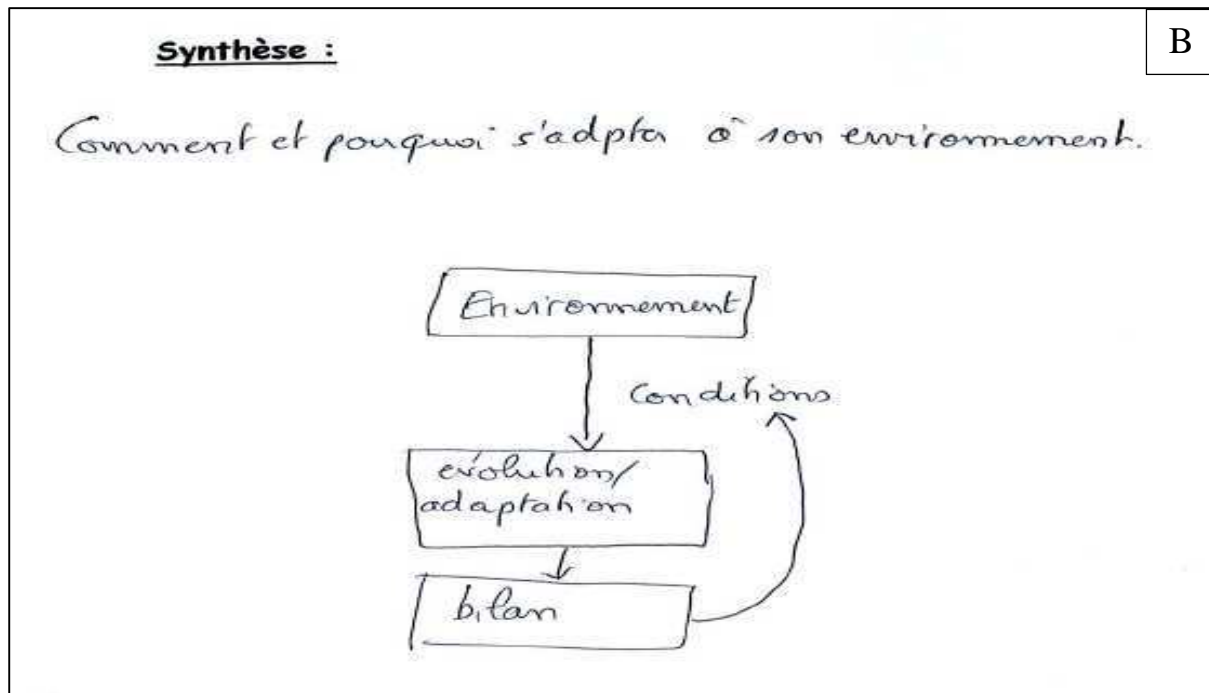 Synthèse :
B
Comment et pourquoi s'adpter à son environnement.
Environnement
Conditions
évolution/
adaptation
bilan